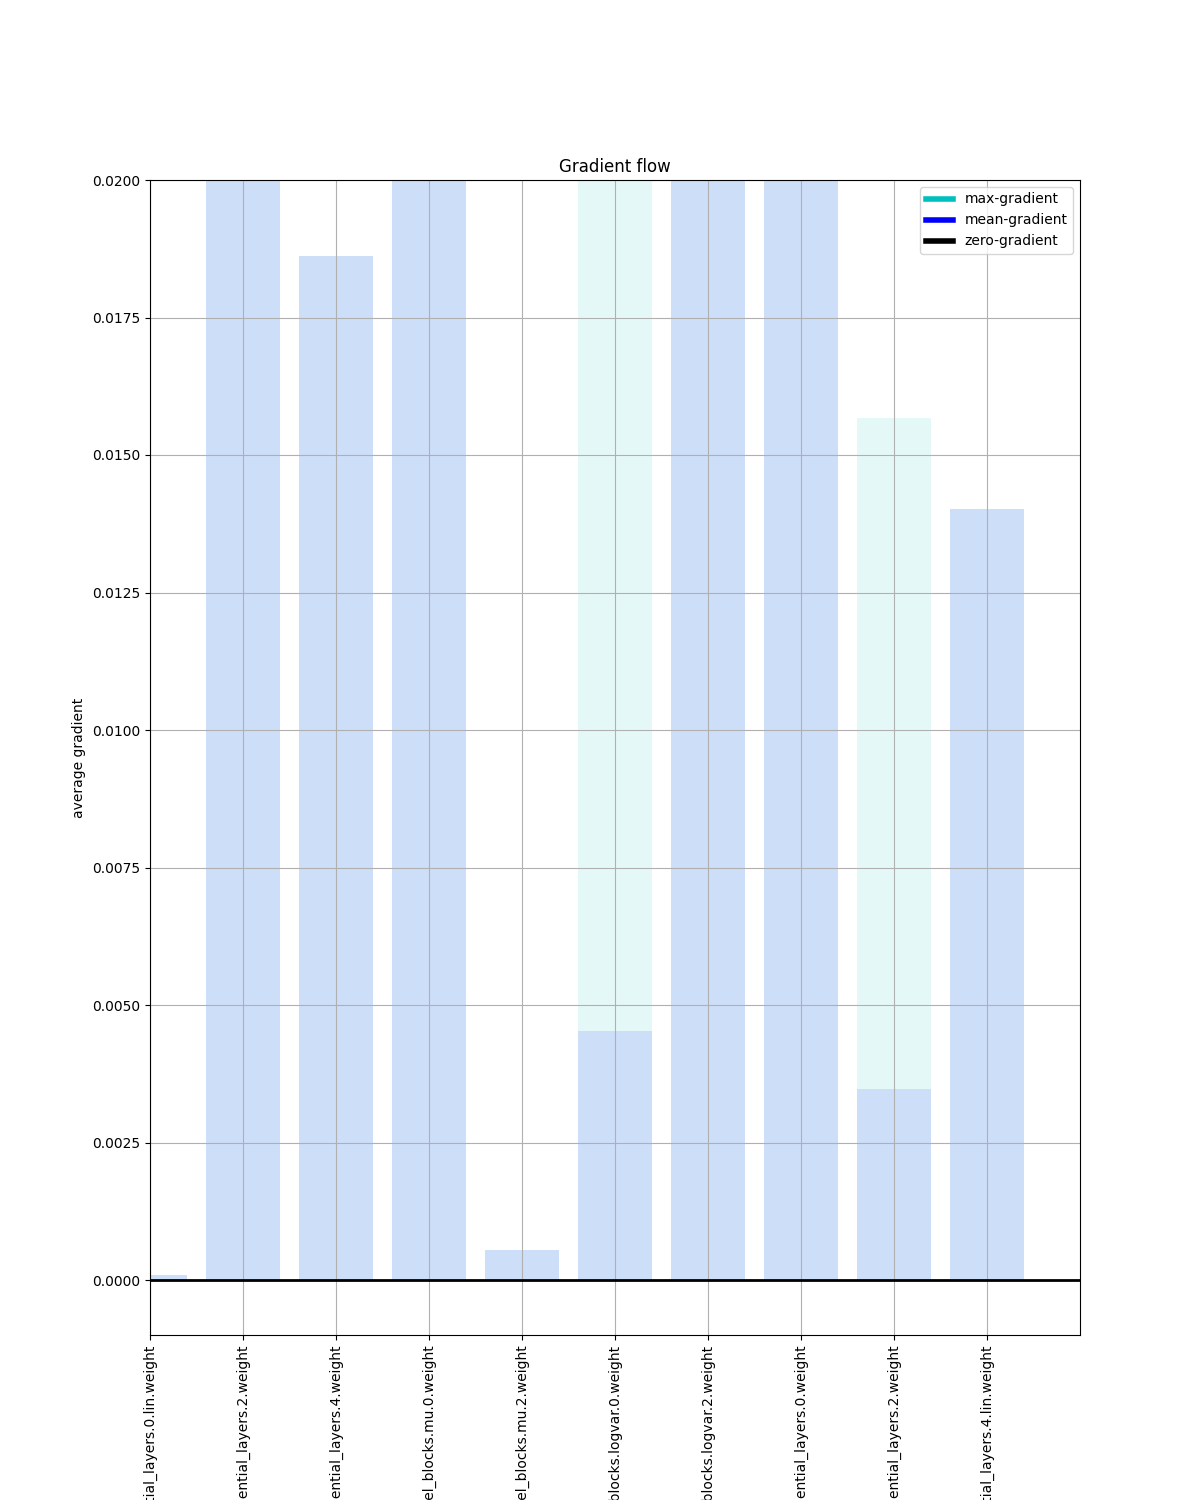 Gradient flow
max-gradient
mean-gradient
zero-gradient
0.0200
0.0175
0.0150
0.0125
0.0100
0.0075
0.0050
0.0025
0.0000
average gradient
tial_layers.0.lin.weight
ential_layers.2.weight
ential_layers.4.weight
el_blocks.mu.0.weight
el_blocks.mu.2.weight
blocks.logvar.0.weight
blocks.logvar.2.weight
ential_layers.0.weight
ential_layers.2.weight
tial_layers.4.lin.weight